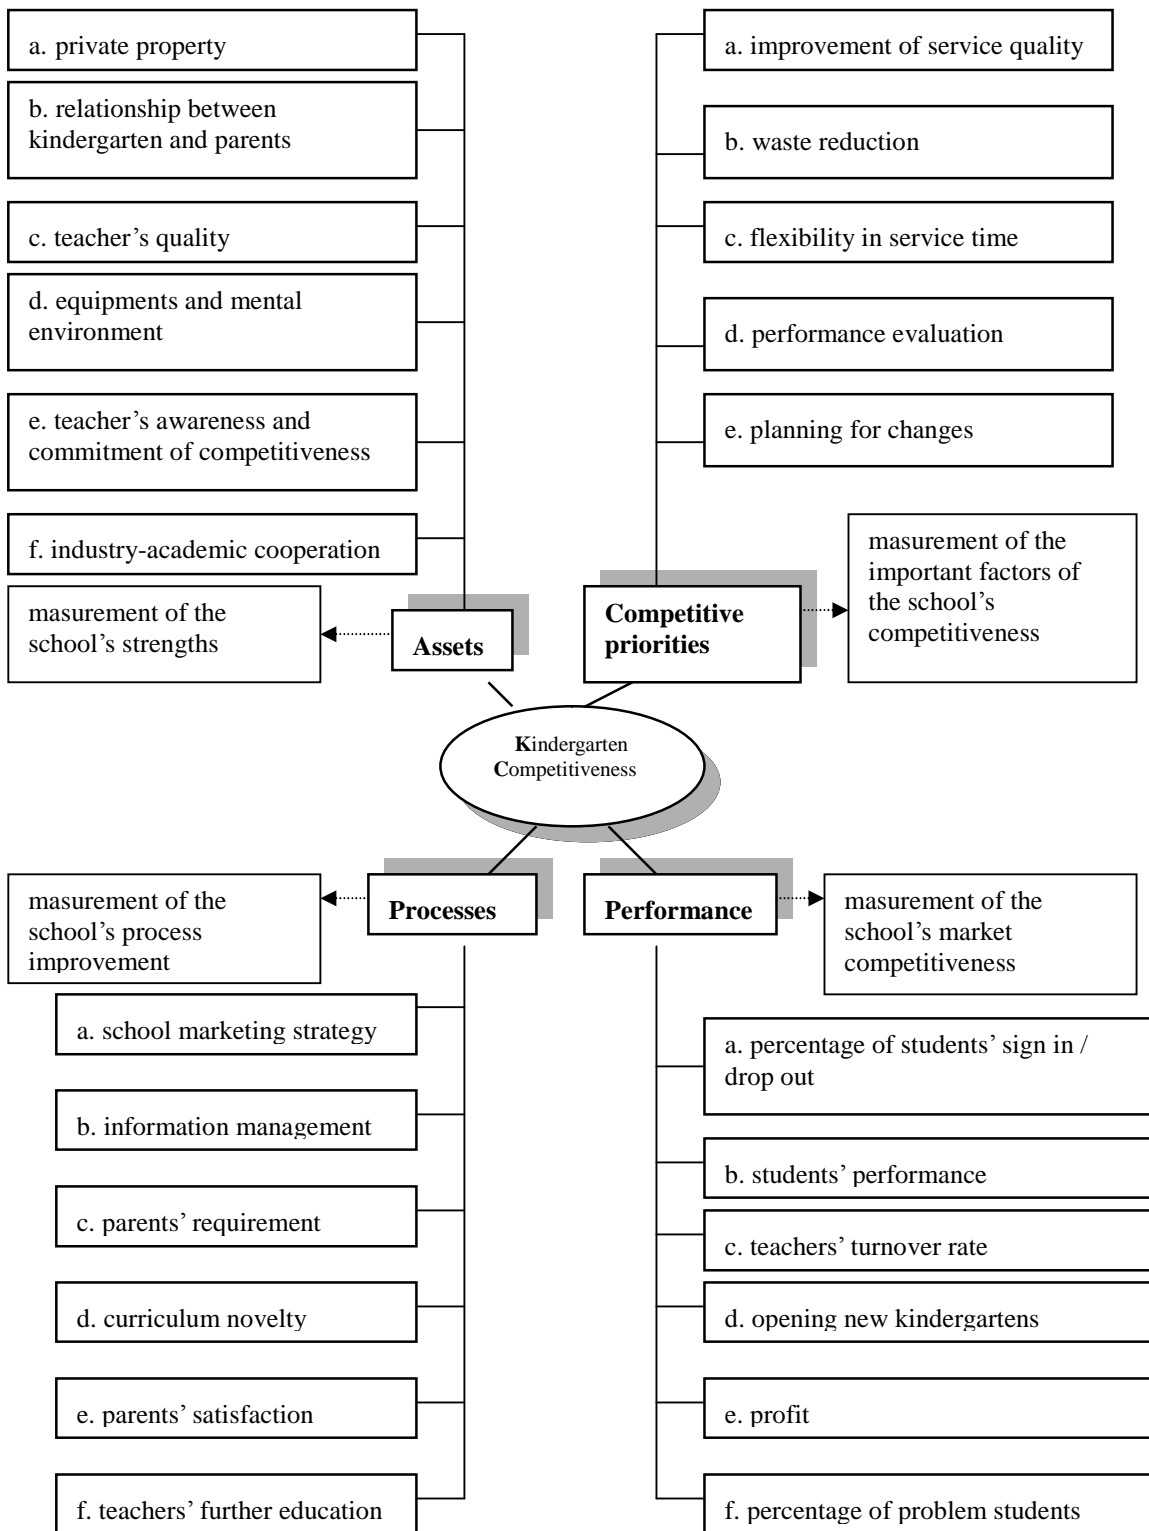 a. private property
b. relationship between
kindergarten and parents
c. teacher’s quality
d. equipments and mental
environment
e. teacher’s awareness and
commitment of competitiveness
f. industry-academic cooperation
masurement of the
school’s strengths
Assets
a. improvement of service quality
b. waste reduction
c. flexibility in service time
d. performance evaluation
e. planning for changes
Competitive
priorities
masurement of the
important factors of
the school’s
competitiveness
Kindergarten
Competitiveness
masurement of the
school’s process
improvement
Processes
a. school marketing strategy
b. information management
c. parents’ requirement
d. curriculum novelty
e. parents’ satisfaction
f. teachers’ further education
Performance
masurement of the
school’s market
competitiveness
a. percentage of students’ sign in /
drop out
b. students’ performance
c. teachers’ turnover rate
d. opening new kindergartens
e. profit
f. percentage of problem students